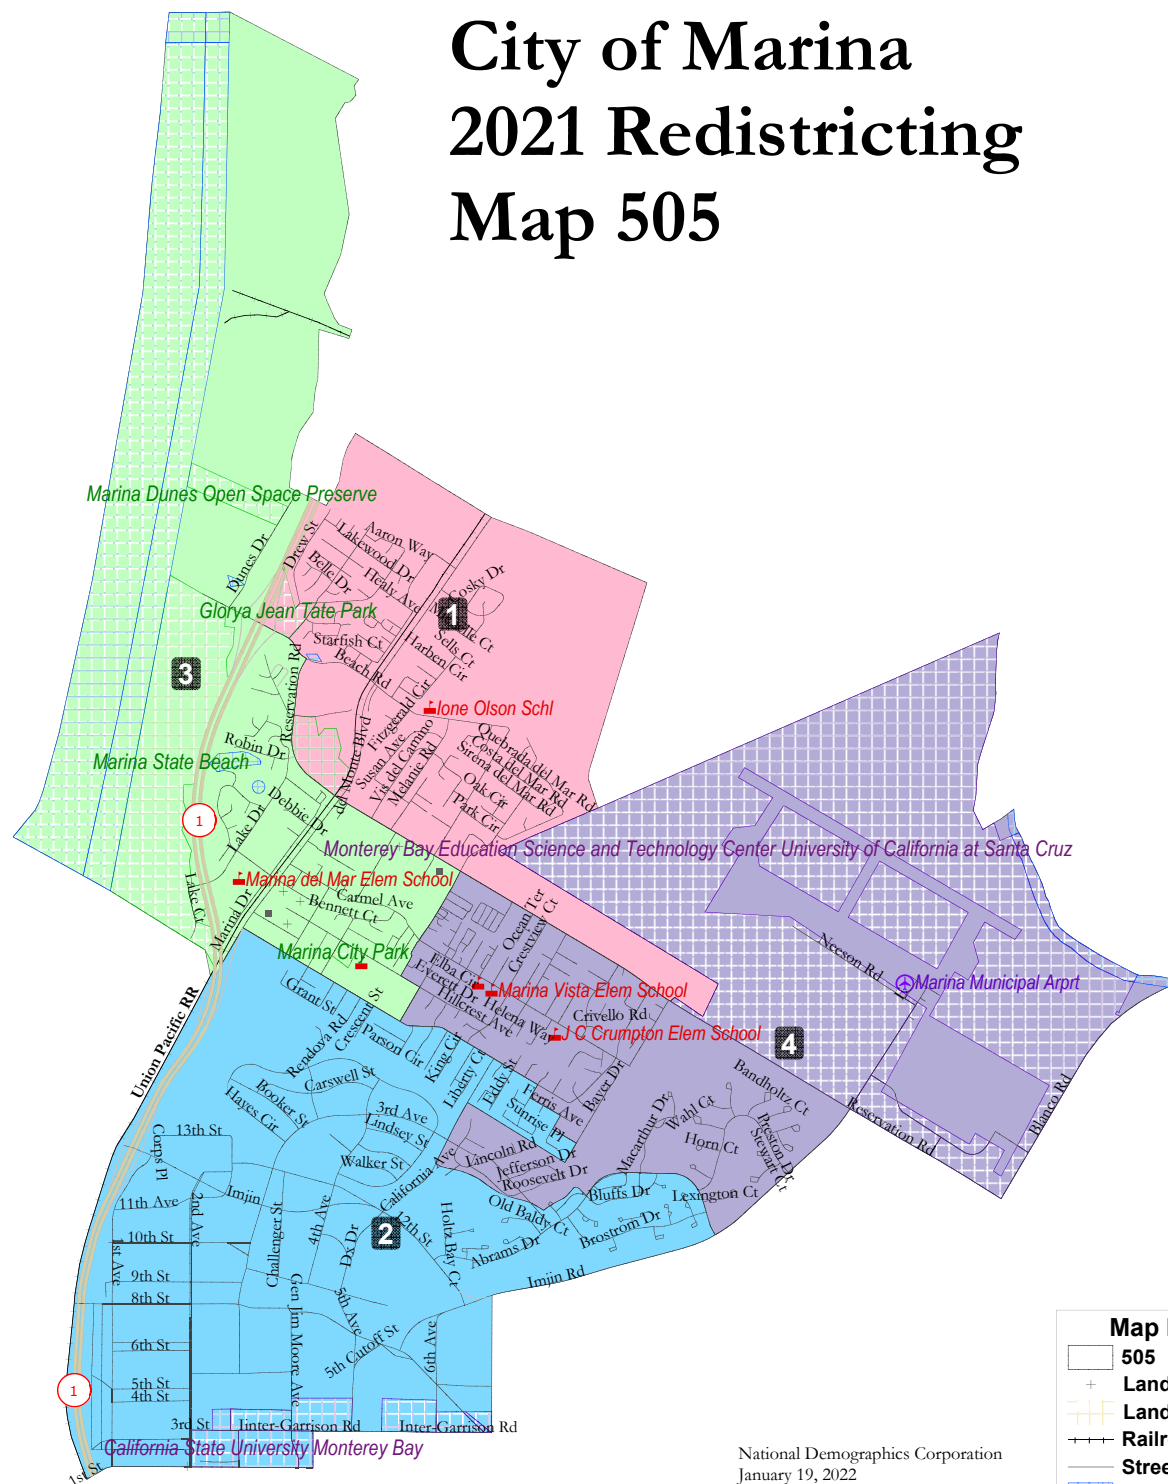 City of Marina
2021 Redistricting
Map 505
Marina Dunes Open Space Preserve
Dunes Dr
Drew St
Aaron Way
Lakewood Dr
Belle Dr
Healy Ave
Cosky Dr
Glorya Jean Tate Park
1
Sells Ct
Starfish Ct
Harben Cir
Beach Rd
3
Reservation Rd
Ione Olson Schl
Fitzgerald Cir
Robin Dr
del Monte Blvd
Susan Ave
Vis del Camino
Melanie Rd
Quebrada del Mar Rd
Costa del Mar Rd
Sirena del Mar Rd
Marina State Beach
Oak Cir
Park Cir
Debbie Dr
Lake Dr
1
Monterey Bay Education Science and Technology Center University of California at Santa Cruz
Marina del Mar Elem School
Carmel Ave
Bennett Ct
Lake Ct
Marina Dr
Ocean Ter
Crestview Ct
Marina City Park
Neeson Rd
Elba Cir
Everett Dr
Hillcrest Ave
Helena Way
Marina Vista Elem School
Marina Municipal Arprt
Grant St
Crescent St
Rendova Rd
Parson Cir
King Cir
Crivello Rd
J C Crumpton Elem School
4
Union Pacific RR
Liberty Ct
Eddy St
Bayer Dr
Ferris Ave
Sunrise Pl
Carswell St
Booker St
Hayes Cir
3rd Ave
Lindsey St
Bandholtz Ct
Macarthur Dr
Wahl Ct
Horn Ct
Preston Dr
Stewart Ct
Reservation Rd
Blanco Rd
13th St
Corps Pl
Walker St
California Ave
Lincoln Rd
Jefferson Dr
Roosevelt Dr
Imjin
11th Ave
2nd Ave
Challenger St
4th Ave
2
12th St
Holtz Bay Ct
Old Baldy Ct
Bluffs Dr
Lexington Ct
Brostrom Dr
Abrams Dr
10th St
1st Ave
Dx Dr
Imjin Rd
9th St
8th St
Gen Jim Moore Ave
5th Ave
5th Cutoff St
6th Ave
6th St
5th St
4th St
1
3rd St
Iinter-Garrison Rd
Inter-Garrison Rd
California State University Monterey Bay
1st St
National Demographics Corporation
January 19, 2022
Map
505
Land
Land
Railr
Stree